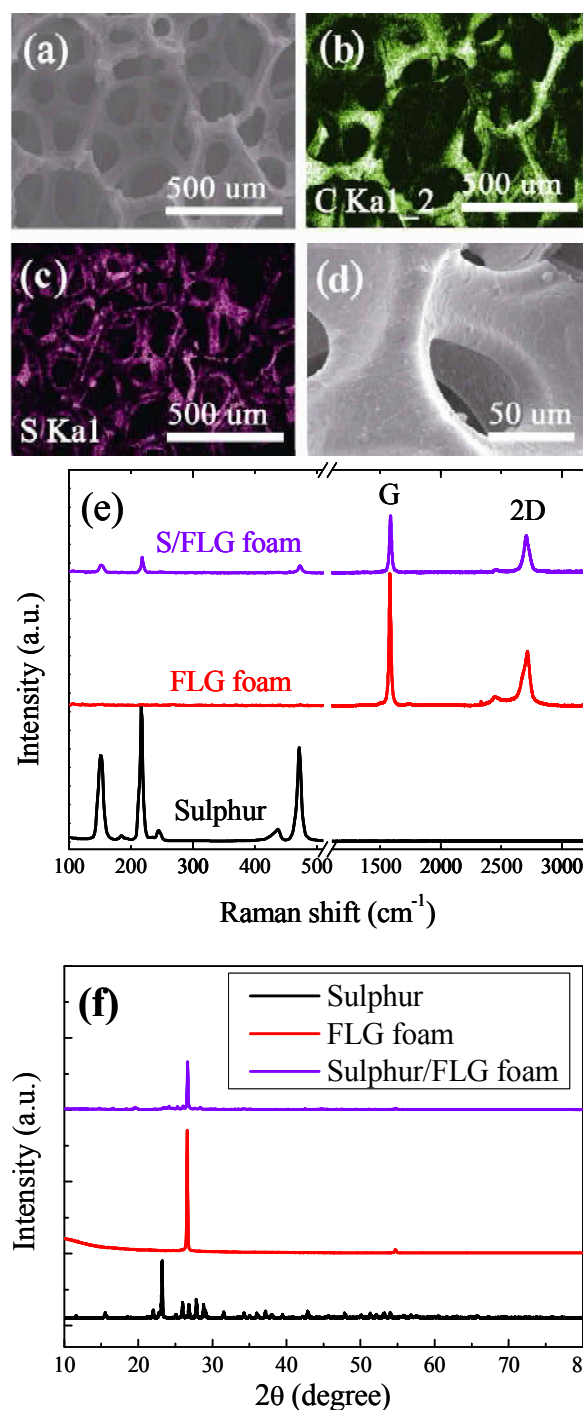 (a)
500 um
(b)
C Ka1_2
500 um
(c)
S Ka1
500 um
(d)
50 um
(e)
G
2D
S/FLG foam
FLG foam
Sulphur
Intensity (a.u.)
100 200 300 400 500 1500 2000 2500 3000
Raman shift (cm⁻¹)
(f)
Sulphur
FLG foam
Sulphur/FLG foam
Intensity (a.u.)
10 20 30 40 50 60 70 8
2θ (degree)